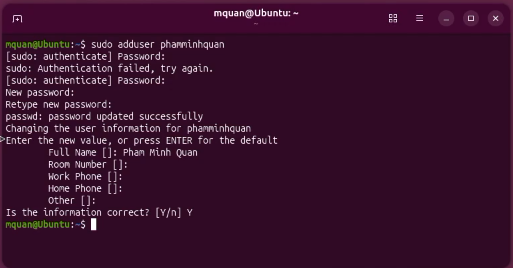 mquan@Ubuntu: ~
~
mquan@Ubuntu:~$ sudo adduser phamminhquan
[sudo: authenticate] Password:
sudo: Authentication failed, try again.
[sudo: authenticate] Password:
New password:
Retype new password:
passwd: password updated successfully
Changing the user information for phamminhquan
Enter the new value, or press ENTER for the default
Full Name []: Pham Minh Quan
Room Number []:
Work Phone []:
Home Phone []:
Other []:
Is the information correct? [Y/n] Y
mquan@Ubuntu:~$